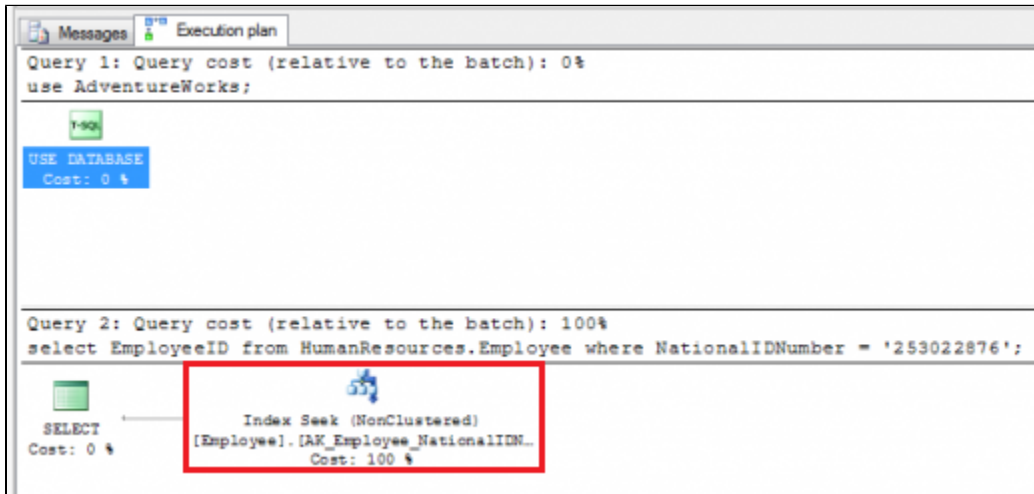 Messages Execution plan
Query 1: Query cost (relative to the batch): 0%
use AdventureWorks;
T-SQL
USE DATABASE
Cost: 0 %
Query 2: Query cost (relative to the batch): 100%
select EmployeeID from HumanResources.Employee where NationalIDNumber = '253022876';
SELECT
Cost: 0 %
Index Seek (NonClustered)
[Employee].[AK_Employee_NationalIDN…
Cost: 100 %